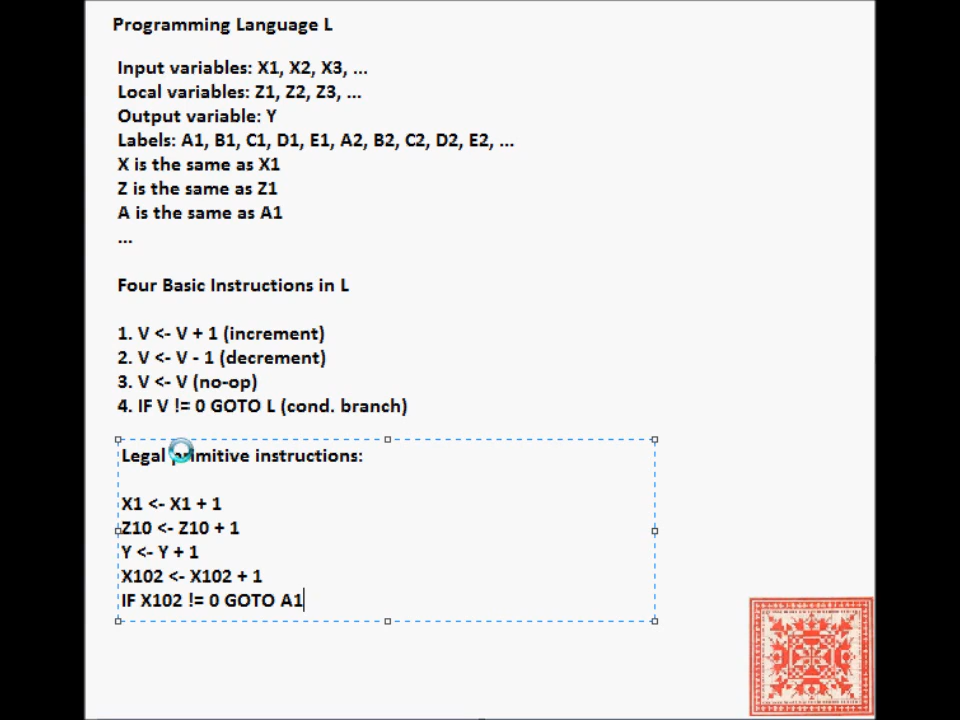 Programming Language L
Input variables: X1, X2, X3, ...
Local variables: Z1, Z2, Z3, ...
Output variable: Y
Labels: A1, B1, C1, D1, E1, A2, B2, C2, D2, E2, ...
X is the same as X1
Z is the same as Z1
A is the same as A1
...
Four Basic Instructions in L
1. V <- V + 1 (increment)
2. V <- V - 1 (decrement)
3. V <- V (no-op)
4. IF V != 0 GOTO L (cond. branch)
Legal primitive instructions:
X1 <- X1 + 1
Z10 <- Z10 + 1
Y <- Y + 1
X102 <- X102 + 1
IF X102 != 0 GOTO A1